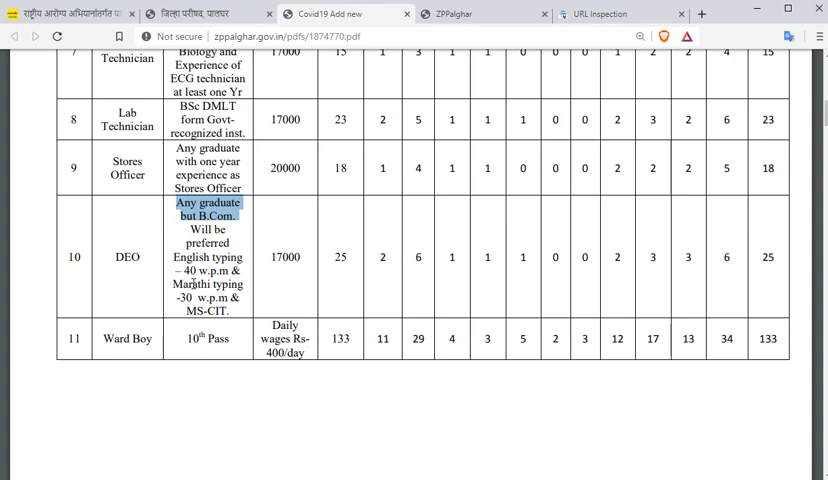 राष्ट्रीय आरोग्य अभियानांतर्गत पा
जिल्हा परीषद, पालघर
Covid19 Add new
ZPPalghar
URL Inspection
Not secure | zppalghar.gov.in/pdfs/1874770.pdf
7 Technician Biology and 17000 15 1 3 1 1 0 0 0 1 2 2 4 15
Experience of
ECG technician
at least one Yr
8 Lab Technician BSc DMLT 17000 23 2 5 1 1 1 0 0 2 3 2 6 23
form Govt-
recognized inst.
9 Stores Officer Any graduate 20000 18 1 4 1 1 0 0 0 2 2 2 5 18
with one year
experience as
Stores Officer
10 DEO Any graduate 17000 25 2 6 1 1 1 0 0 2 3 3 6 25
but B.Com.
Will be
preferred
English typing
– 40 w.p.m &
Marathi typing
-30 w.p.m &
MS-CIT.
11 Ward Boy 10th Pass Daily wages Rs-400/day 133 11 29 4 3 5 2 3 12 17 13 34 133